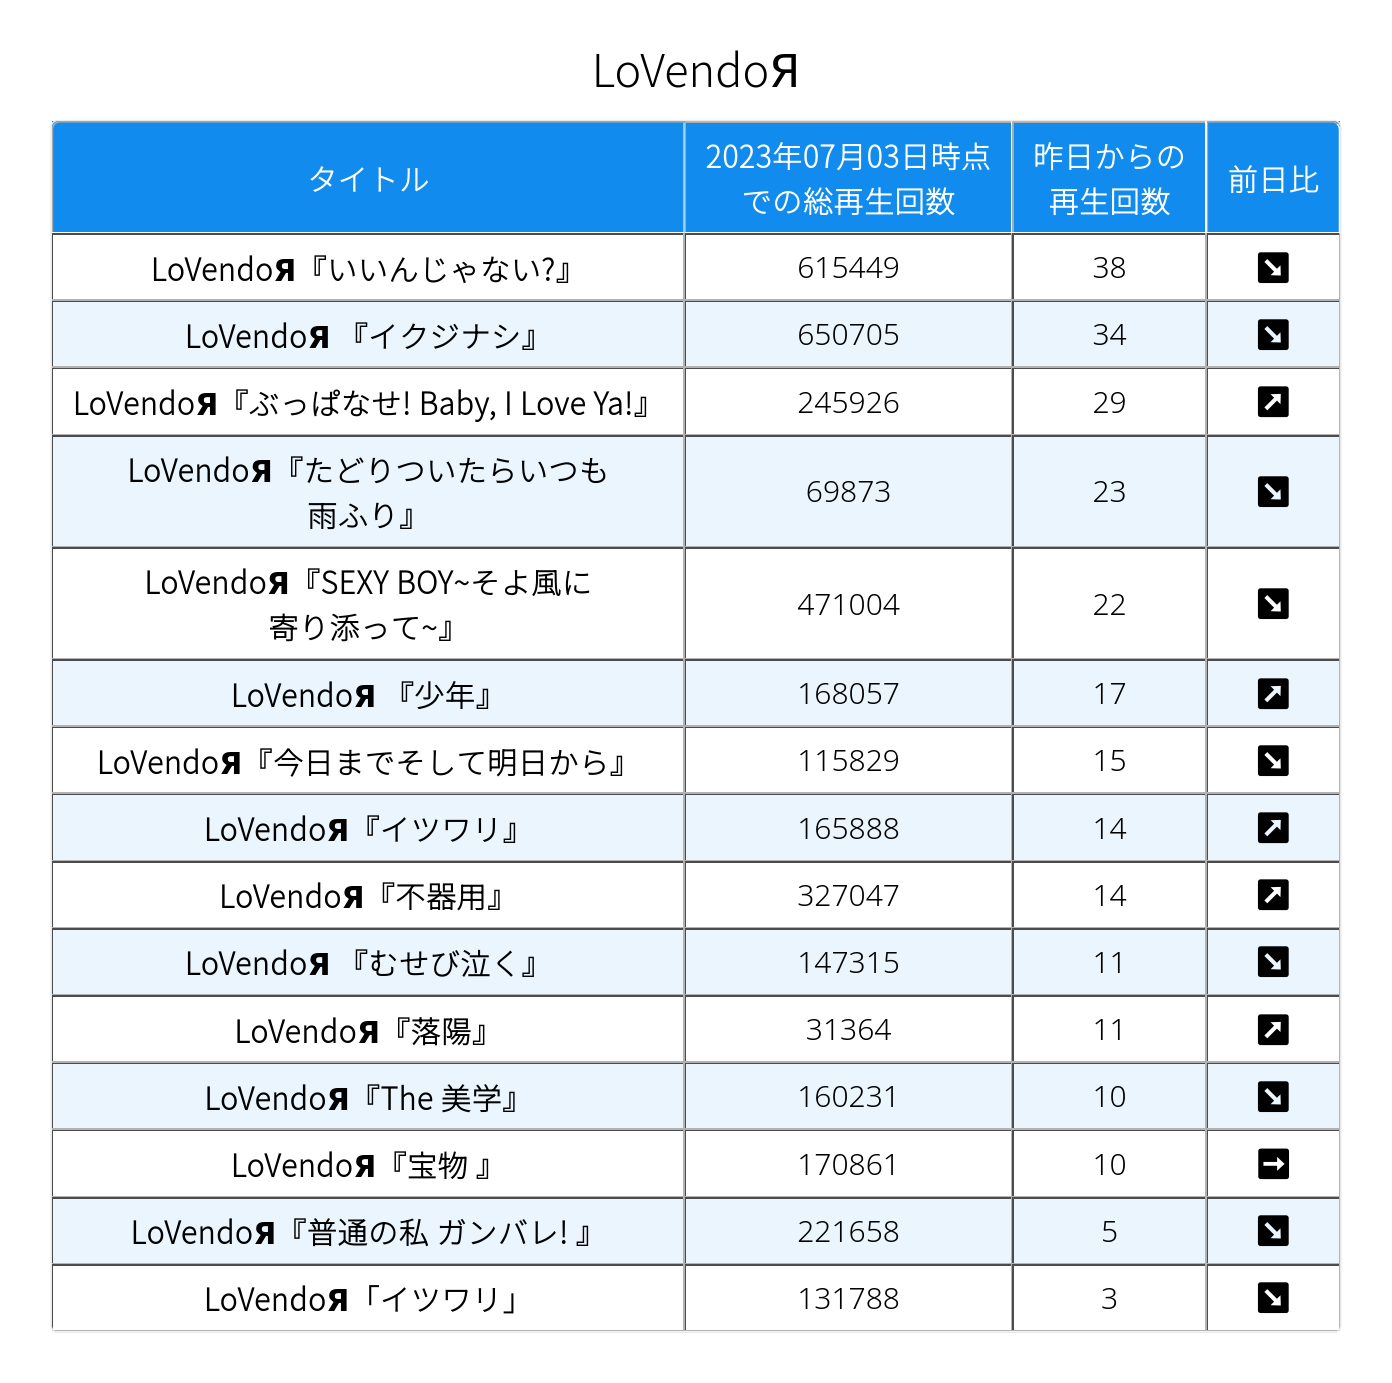 LoVendoЯ
タイトル
2023年07月03日時点
での総再生回数
昨日からの
再生回数
前日比
LoVendoЯ『いいんじゃない?』 615449 38 ↘
LoVendoЯ 『イクジナシ』 650705 34 ↘
LoVendoЯ『ぶっぱなせ! Baby, I Love Ya!』 245926 29 ↗
LoVendoЯ『たどりついたらいつも
雨ふり』 69873 23 ↘
LoVendoЯ『SEXY BOY~そよ風に
寄り添って~』 471004 22 ↘
LoVendoЯ 『少年』 168057 17 ↗
LoVendoЯ『今日までそして明日から』 115829 15 ↘
LoVendoЯ『イツワリ』 165888 14 ↗
LoVendoЯ『不器用』 327047 14 ↗
LoVendoЯ 『むせび泣く』 147315 11 ↘
LoVendoЯ『落陽』 31364 11 ↗
LoVendoЯ『The 美学』 160231 10 ↘
LoVendoЯ『宝物 』 170861 10 →
LoVendoЯ『普通の私 ガンバレ! 』 221658 5 ↘
LoVendoЯ「イツワリ」 131788 3 ↘